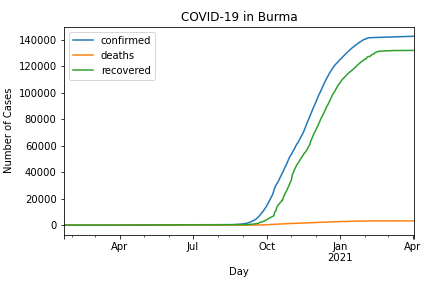 COVID-19 in Burma
confirmed
deaths
recovered
Number of Cases
140000
120000
100000
80000
60000
40000
20000
0
Apr
Jul
Oct
Jan
2021
Apr
Day